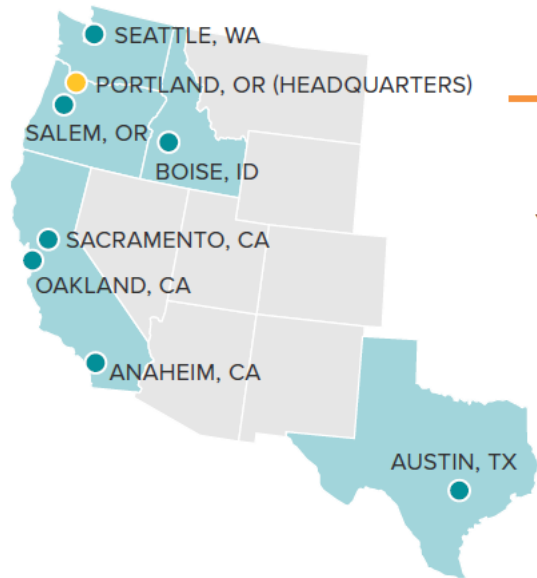 SEATTLE, WA
PORTLAND, OR (HEADQUARTERS)
SALEM, OR
BOISE, ID
SACRAMENTO, CA
OAKLAND, CA
ANAHEIM, CA
AUSTIN, TX